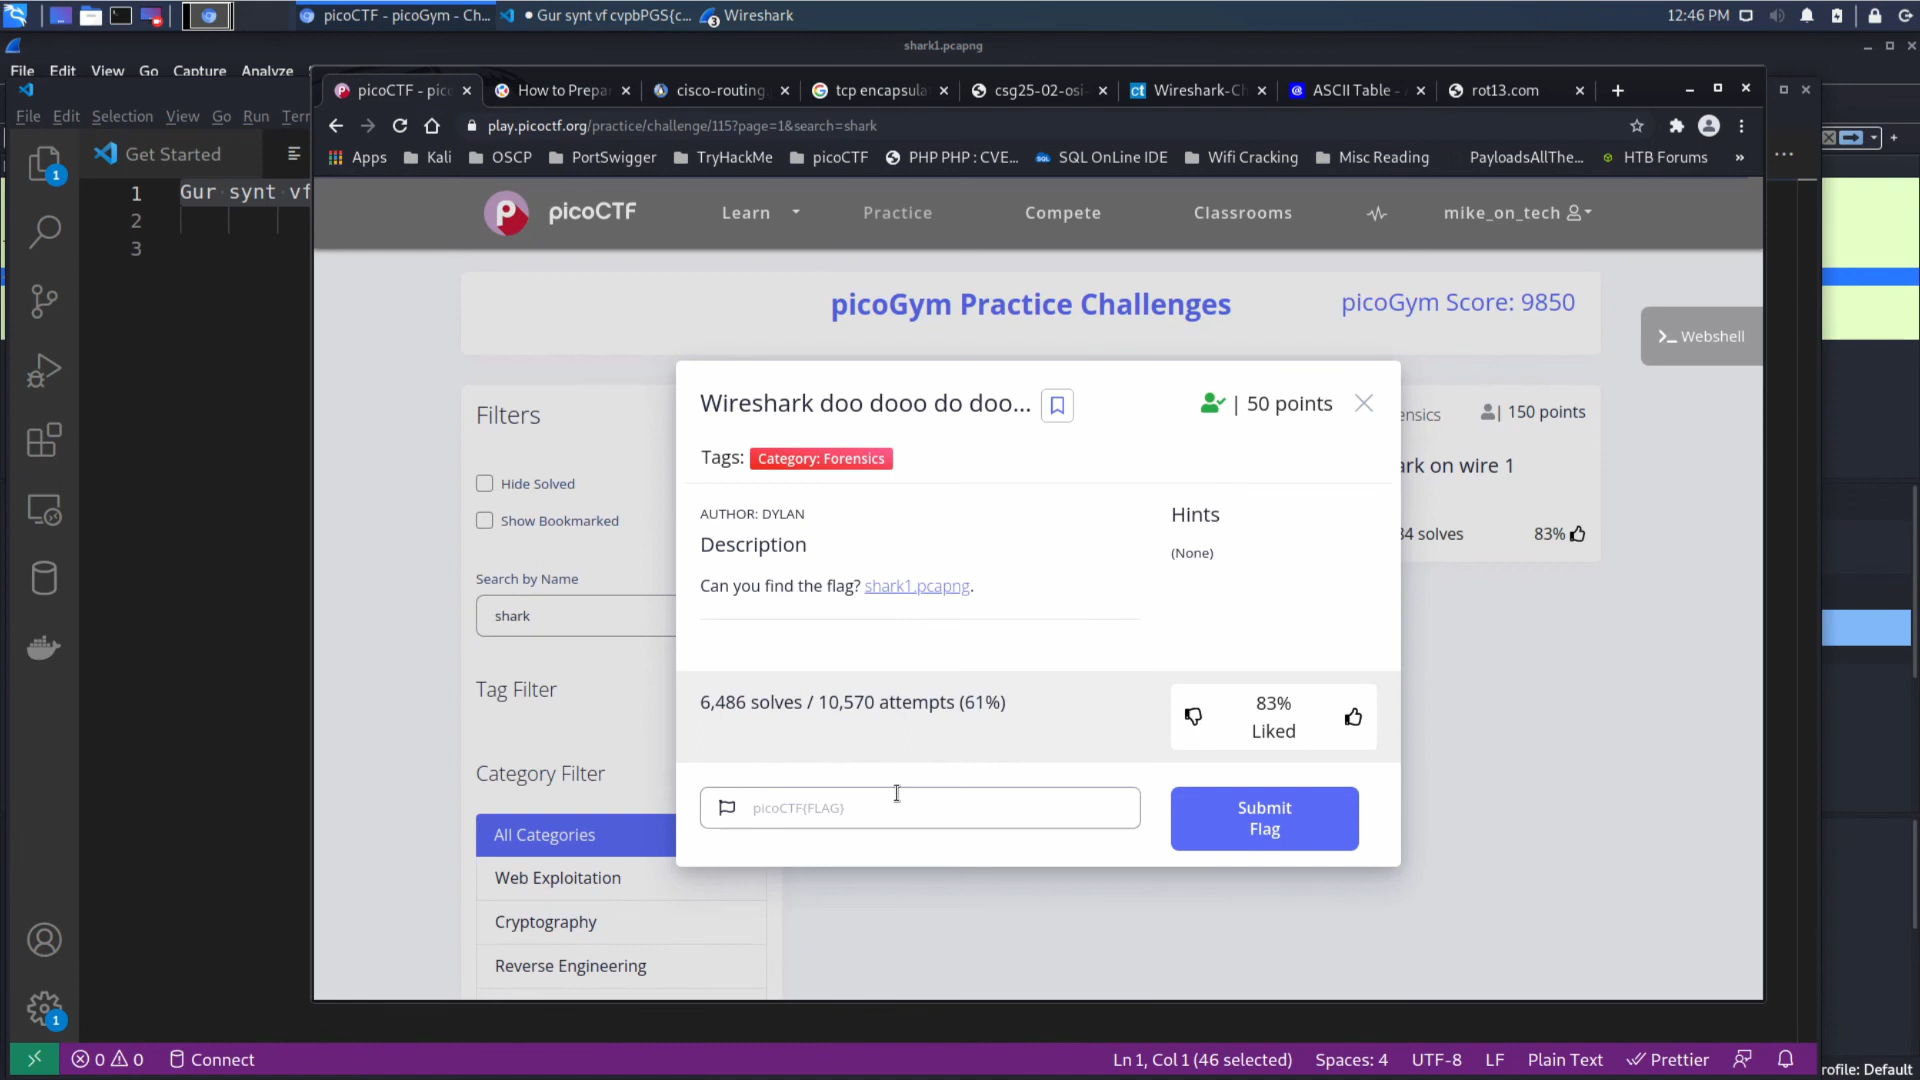 picoCTF - picoGym - Ch...
Gur synt vf cvpbPGS{c...
3
Wireshark
12:46 PM
shark1.pcapng
File Edit View Go Capture Analyze
picoCTF - pico
How to Prepar
cisco-routing
tcp encapsula
csg25-02-osi-
Wireshark-Ch
ASCII Table -
rot13.com
File Edit Selection View Go Run Terr
play.picoctf.org/practice/challenge/115?page=1&search=shark
Get Started
Apps
Kali
OSCP
PortSwigger
TryHackMe
picoCTF
PHP PHP : CVE...
SQL OnLine IDE
Wifi Cracking
Misc Reading
PayloadsAllThe...
HTB Forums
»
1
1 Gur synt vf
2
3
picoCTF
Learn
Practice
Compete
Classrooms
mike_on_tech
picoGym Practice Challenges
picoGym Score: 9850
Webshell
Filters
Hide Solved
Show Bookmarked
Search by Name
shark
Tag Filter
Category Filter
All Categories
Web Exploitation
Cryptography
Reverse Engineering
Wireshark doo dooo do doo...
| 50 points
Tags: Category: Forensics
AUTHOR: DYLAN
Description
Can you find the flag? shark1.pcapng.
Hints
(None)
6,486 solves / 10,570 attempts (61%)
83%
Liked
picoCTF{FLAG}
Submit
Flag
ensics
| 150 points
ark on wire 1
34 solves
83%
1
0 0
Connect
Ln 1, Col 1 (46 selected)
Spaces: 4
UTF-8
LF
Plain Text
Prettier
rofile: Default